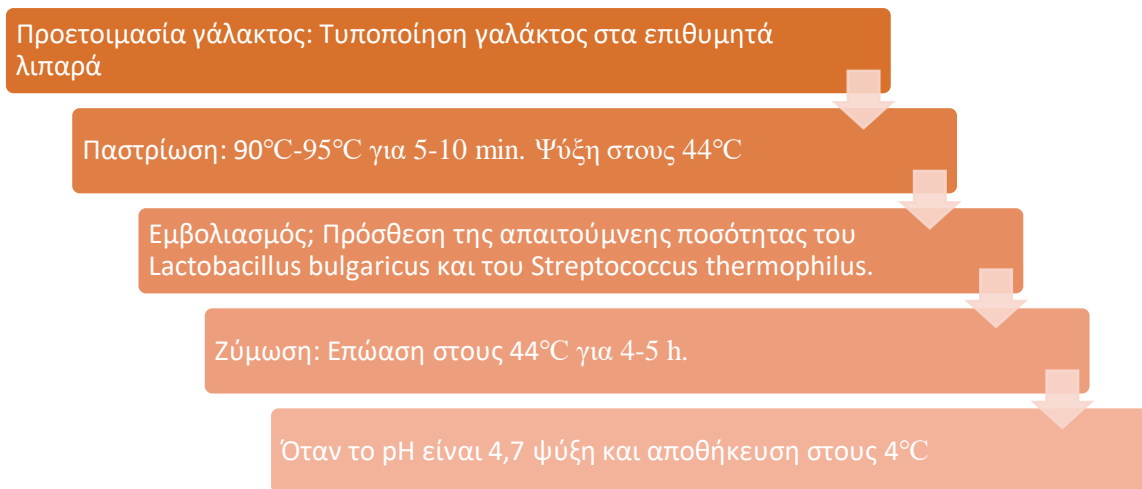 Προετοιμασία γάλακτος: Τυποποίηση γαλάκτος στα επιθυμητά
λιπαρά
Παστρίωση: 90°C-95°C για 5-10 min. Ψύξη στους 44°C
Εμβολιασμός; Πρόσθεση της απαιτούμνεης ποσότητας του
Lactobacillus bulgaricus και του Streptococcus thermophilus.
Ζύμωση: Επώαση στους 44°C για 4-5 h.
Όταν το pH είναι 4,7 ψύξη και αποθήκευση στους 4°C